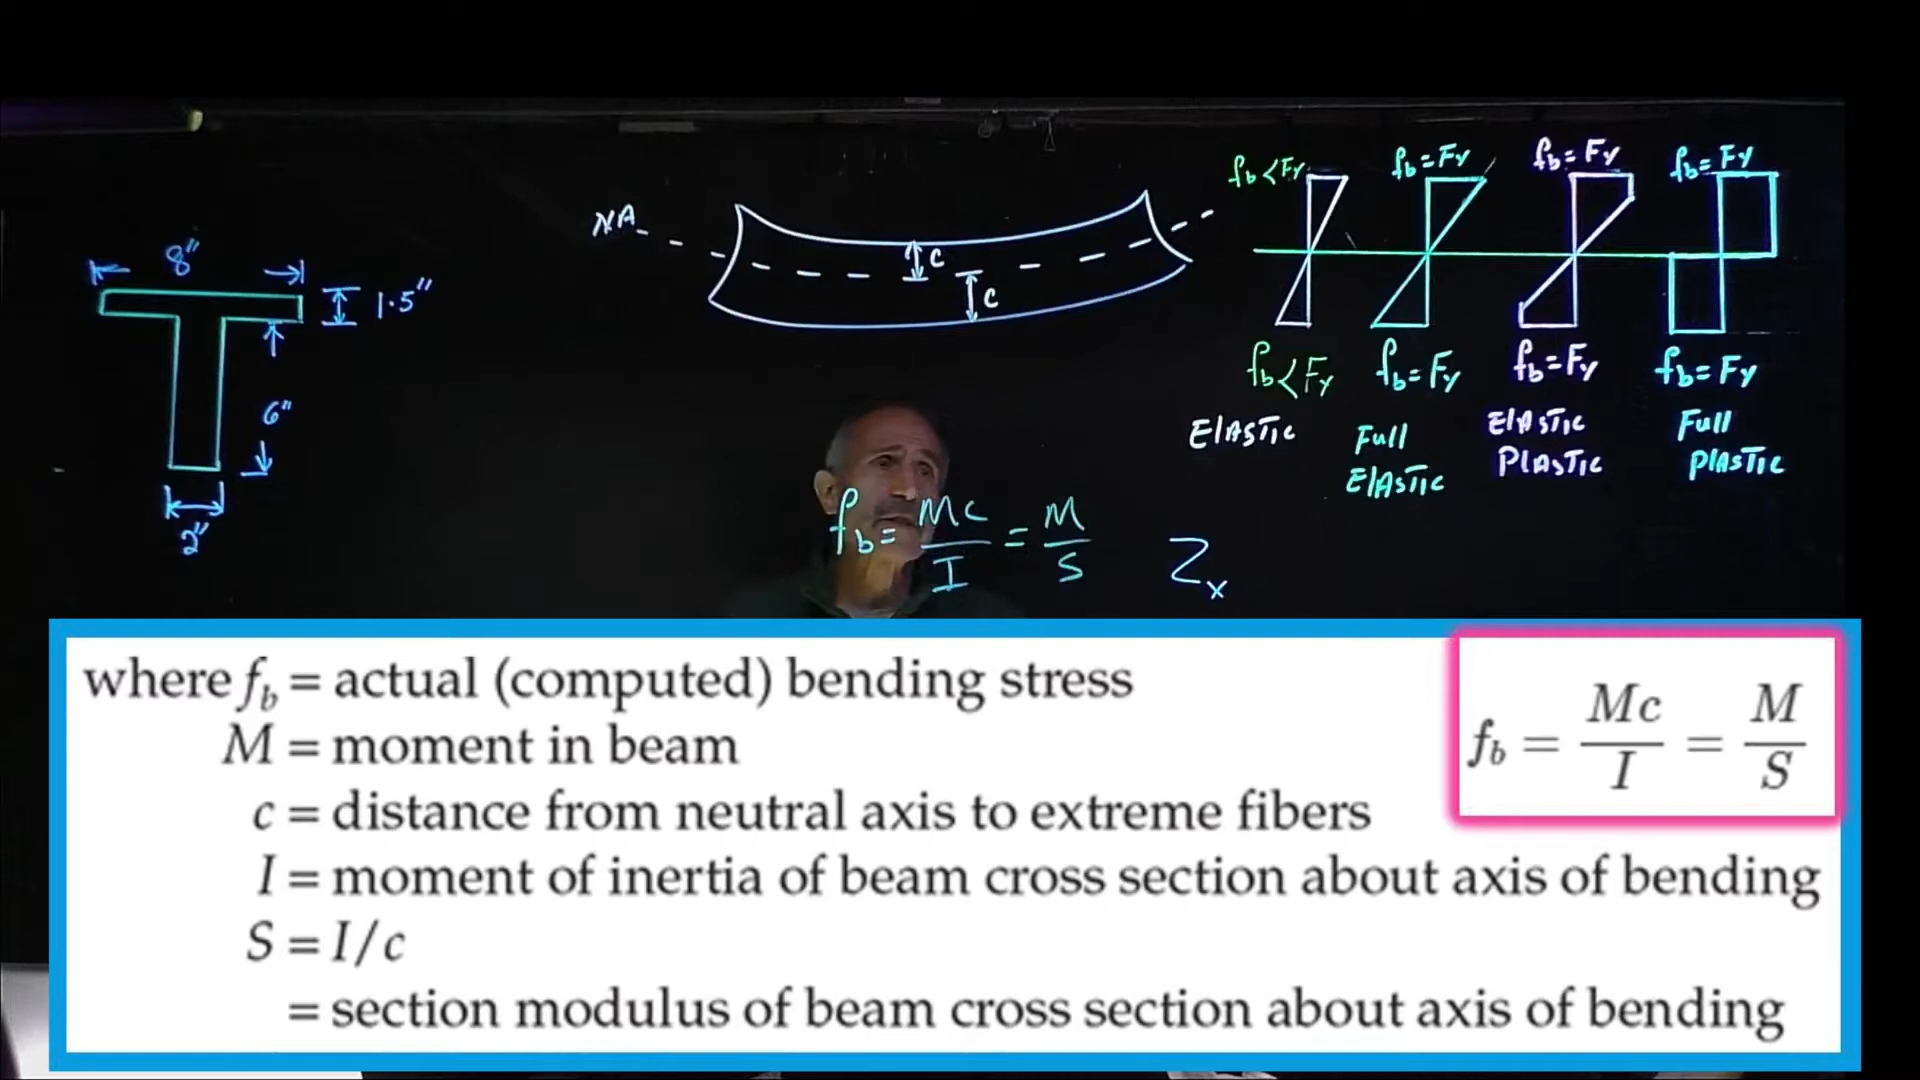 8"
1.5"
6"
2"
NA
c
c
fb<Fy
fb=Fy
fb=Fy
fb=Fy
fb<Fy
fb=Fy
fb=Fy
fb=Fy
ElASTIC
Full
ElASTIC
ElASTIC
PlASTIC
Full
PlASTIC
fb=Mc/I=M/S
Zx
where fb = actual (computed) bending stress
M = moment in beam
c = distance from neutral axis to extreme fibers
I = moment of inertia of beam cross section about axis of bending
S = I/c
= section modulus of beam cross section about axis of bending
fb = Mc/I = M/S